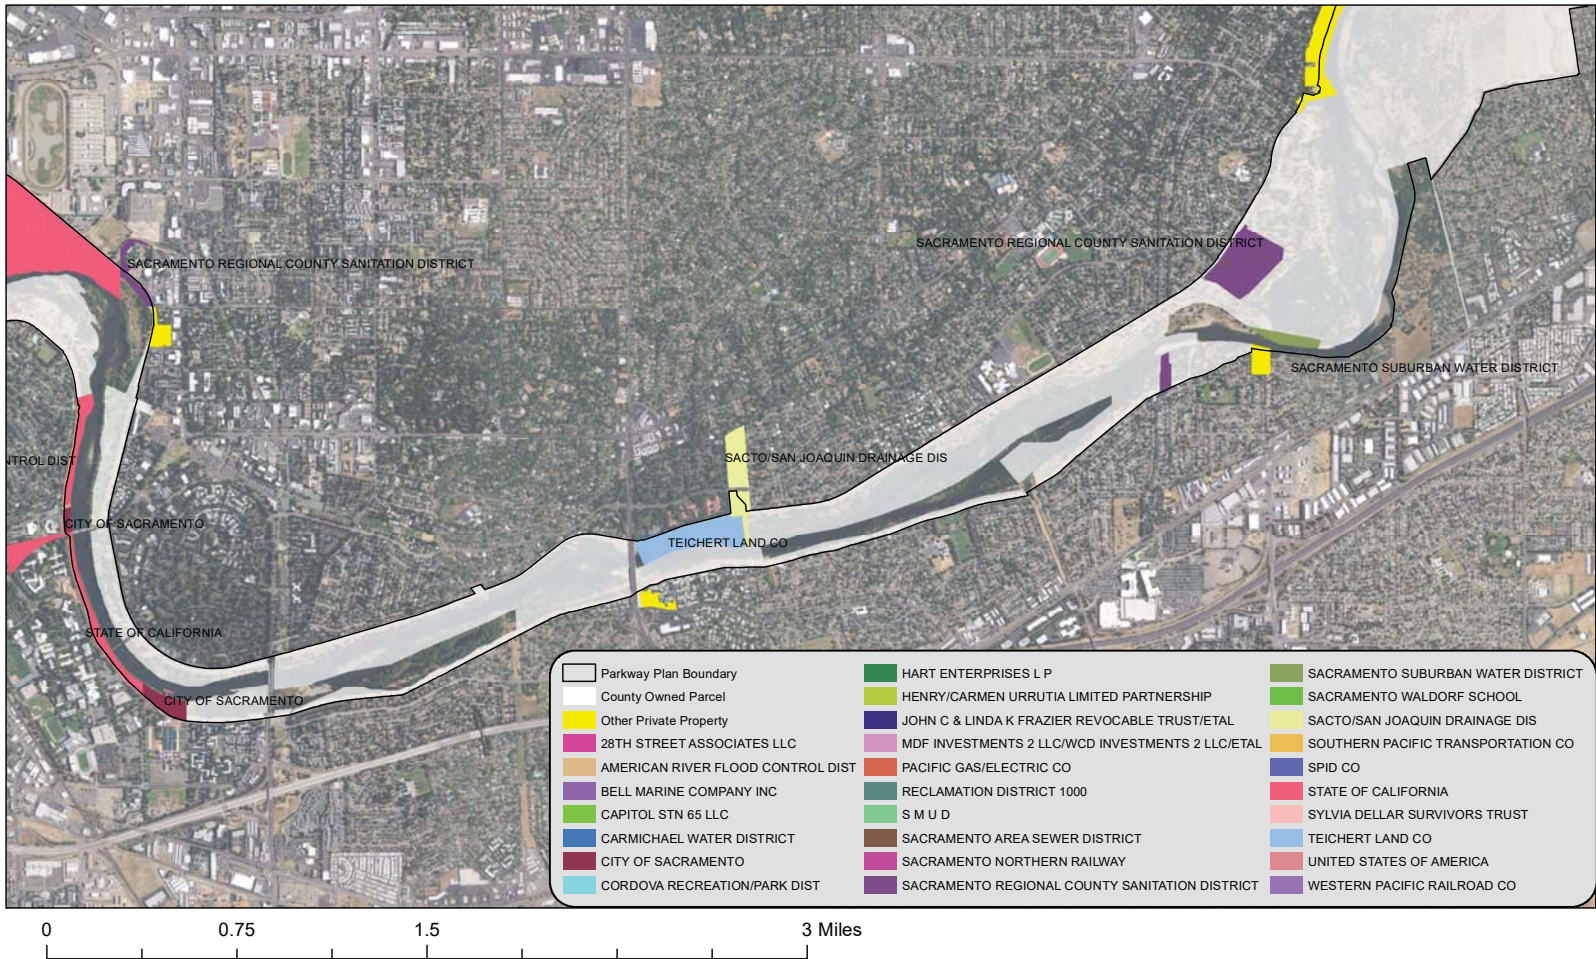 SACRAMENTO REGIONAL COUNTY SANITATION DISTRICT
SACRAMENTO REGIONAL COUNTY SANITATION DISTRICT
SACRAMENTO SUBURBAN WATER DISTRICT
NTROL DIST
SACTO/SAN JOAQUIN DRAINAGE DIS
CITY OF SACRAMENTO
TEICHERT LAND CO
STATE OF CALIFORNIA
CITY OF SACRAMENTO
Parkway Plan Boundary
County Owned Parcel
Other Private Property
28TH STREET ASSOCIATES LLC
AMERICAN RIVER FLOOD CONTROL DIST
BELL MARINE COMPANY INC
CAPITOL STN 65 LLC
CARMICHAEL WATER DISTRICT
CITY OF SACRAMENTO
CORDOVA RECREATION/PARK DIST
HART ENTERPRISES L P
HENRY/CARMEN URRUTIA LIMITED PARTNERSHIP
JOHN C & LINDA K FRAZIER REVOCABLE TRUST/ETAL
MDF INVESTMENTS 2 LLC/WCD INVESTMENTS 2 LLC/ETAL
PACIFIC GAS/ELECTRIC CO
RECLAMATION DISTRICT 1000
S M U D
SACRAMENTO AREA SEWER DISTRICT
SACRAMENTO NORTHERN RAILWAY
SACRAMENTO REGIONAL COUNTY SANITATION DISTRICT
SACRAMENTO SUBURBAN WATER DISTRICT
SACRAMENTO WALDORF SCHOOL
SACTO/SAN JOAQUIN DRAINAGE DIS
SOUTHERN PACIFIC TRANSPORTATION CO
SPID CO
STATE OF CALIFORNIA
SYLVIA DELLAR SURVIVORS TRUST
TEICHERT LAND CO
UNITED STATES OF AMERICA
WESTERN PACIFIC RAILROAD CO
0 0.75 1.5 3 Miles